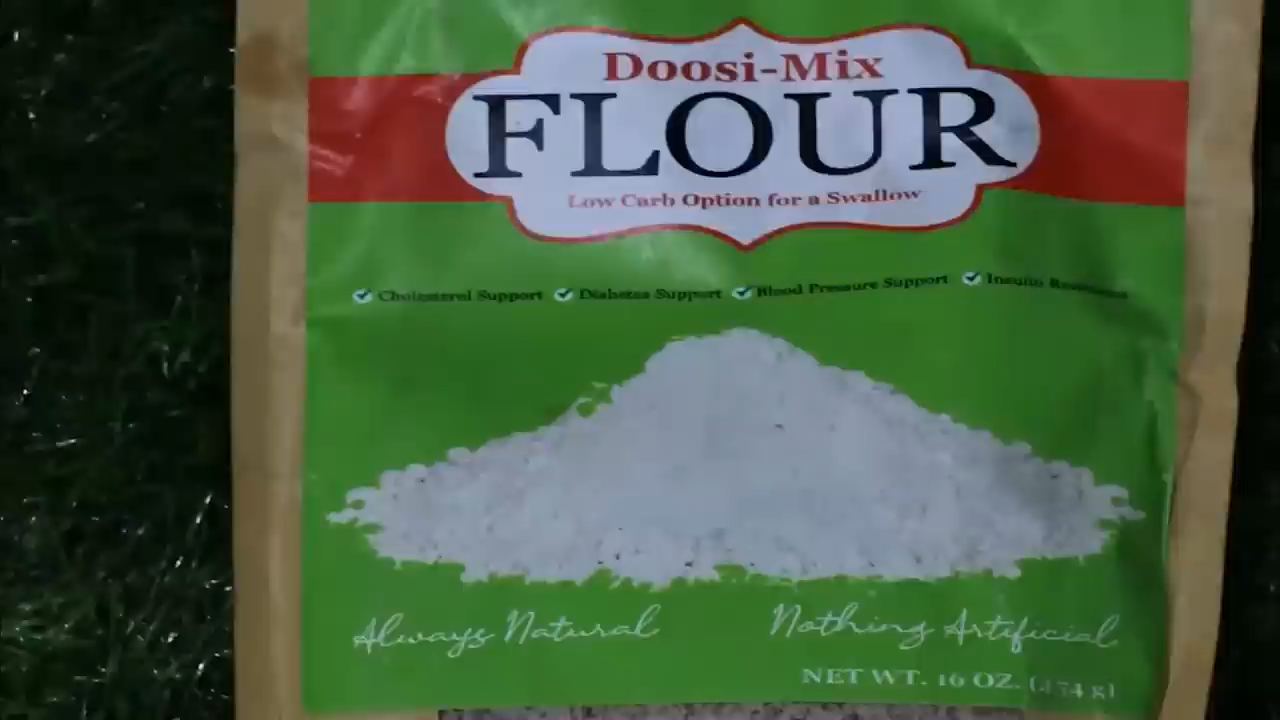 Doosi-Mix
FLOUR
Low Carb Option for a Swallow
Cholesterol Support Diabetes Support Blood Pressure Support Insulin
Always Natural Nothing Artificial
NET WT. 16 OZ.